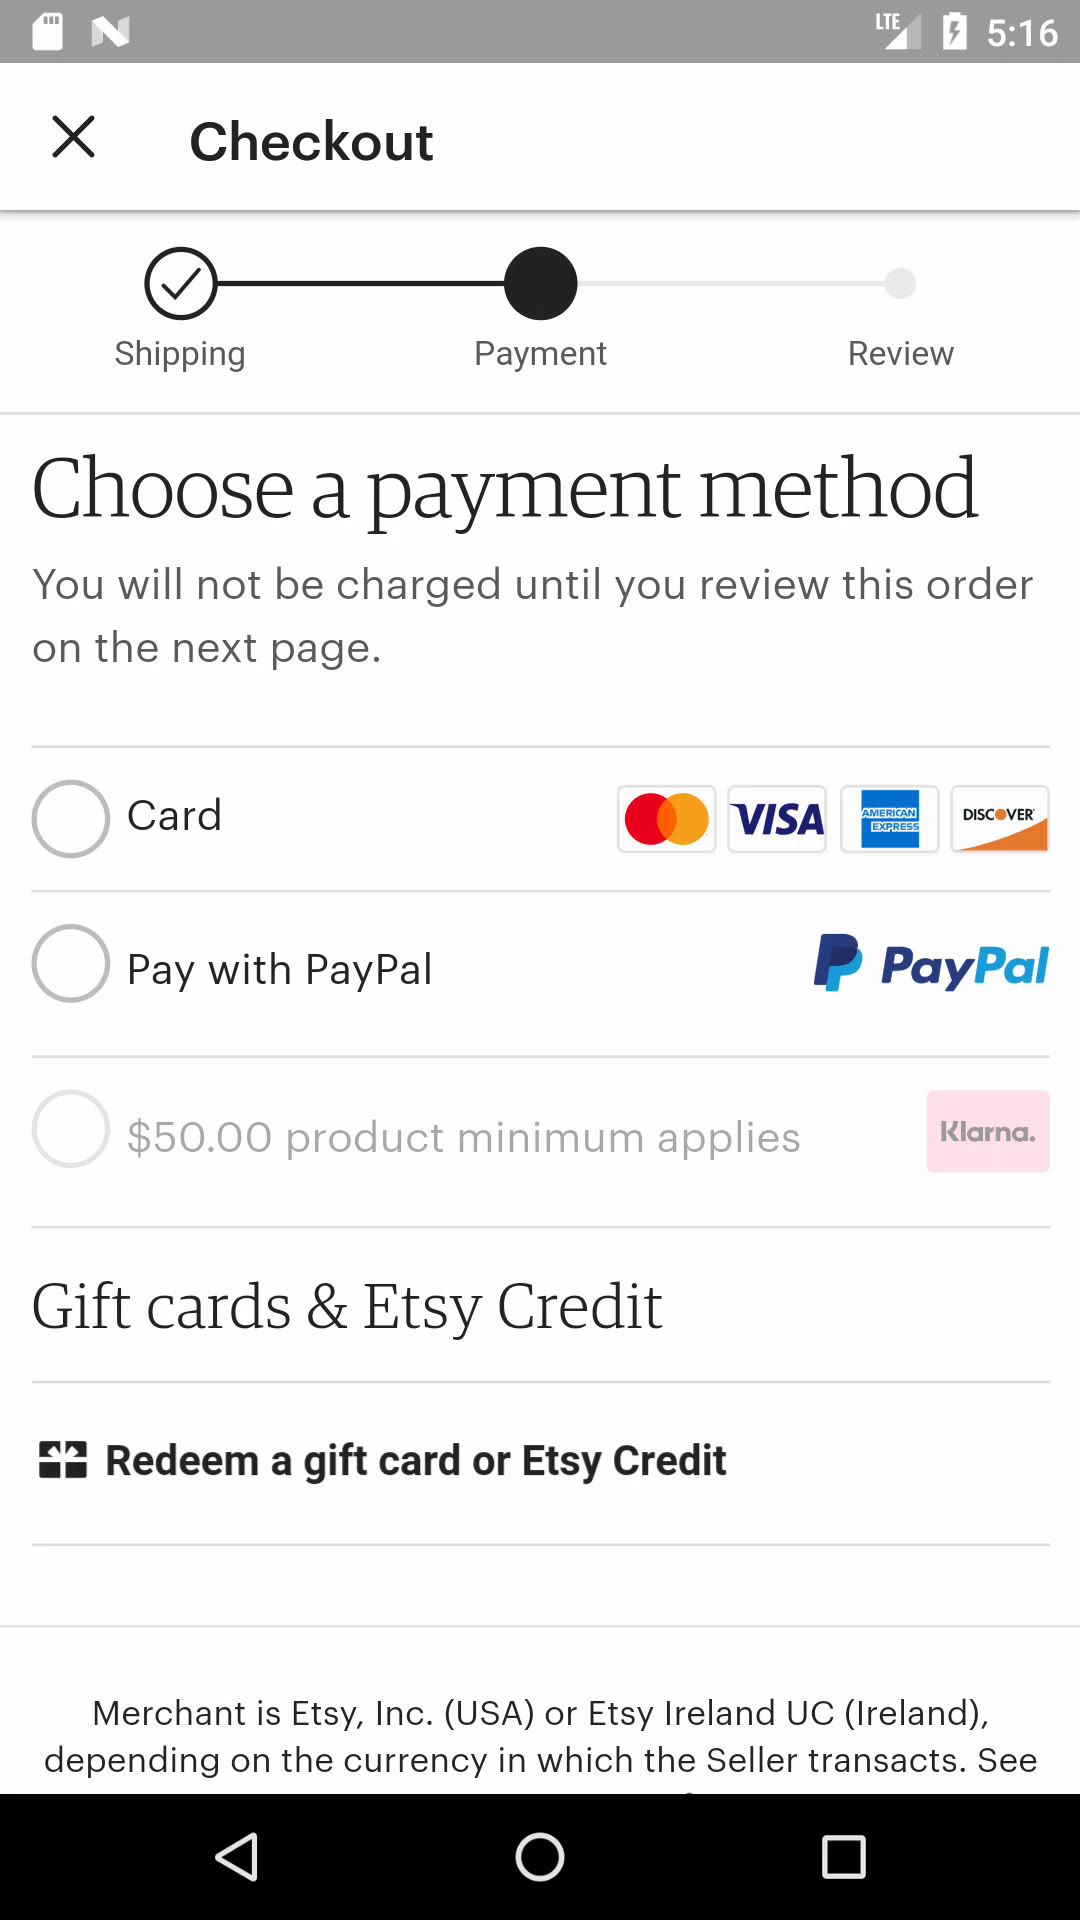 LTE 5:16
Checkout
Shipping Payment Review
Choose a payment method
You will not be charged until you review this order
on the next page.
Card VISA AMERICAN EXPRESS DISCOVER
Pay with PayPal PayPal
$50.00 product minimum applies Klarna.
Gift cards & Etsy Credit
Redeem a gift card or Etsy Credit
Merchant is Etsy, Inc. (USA) or Etsy Ireland UC (Ireland),
depending on the currency in which the Seller transacts. See